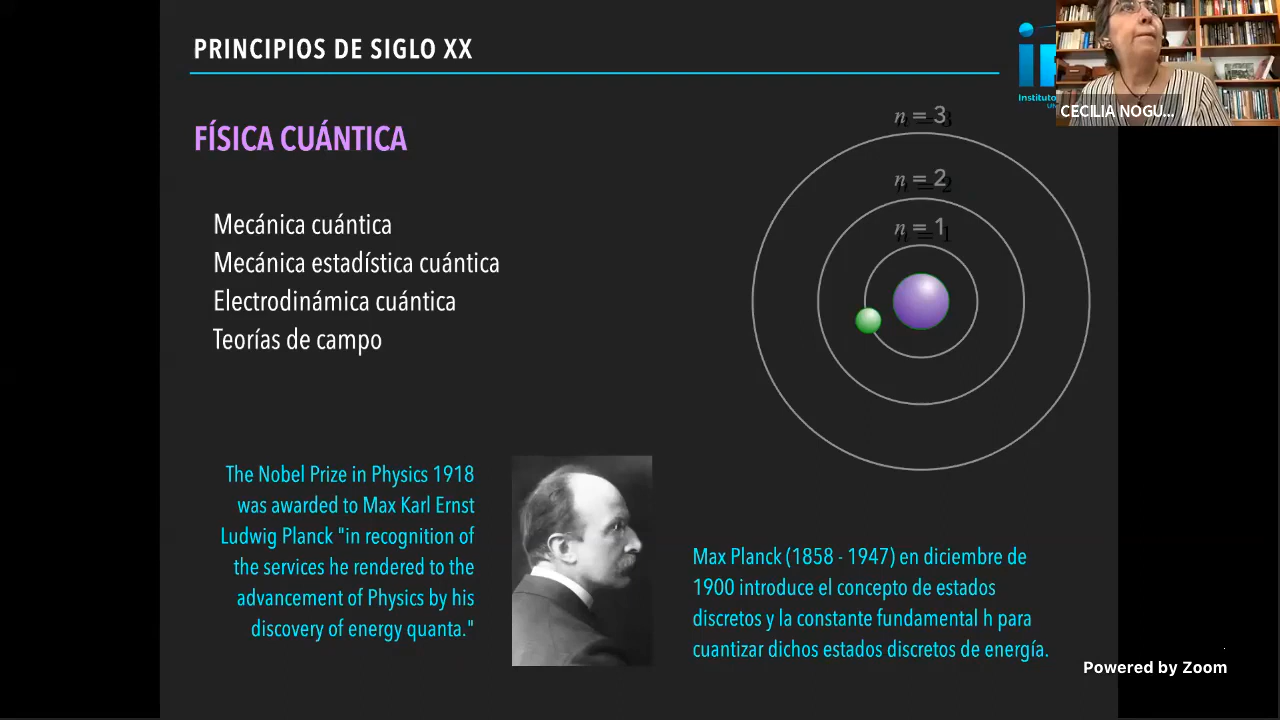 PRINCIPIOS DE SIGLO XX
FÍSICA CUÁNTICA
Mecánica cuántica
Mecánica estadística cuántica
Electrodinámica cuántica
Teorías de campo
n = 3
n = 2
n = 1
The Nobel Prize in Physics 1918
was awarded to Max Karl Ernst
Ludwig Planck "in recognition of
the services he rendered to the
advancement of Physics by his
discovery of energy quanta."
Max Planck (1858 - 1947) en diciembre de
1900 introduce el concepto de estados
discretos y la constante fundamental h para
cuantizar dichos estados discretos de energía.
Institut
CECILIA NOGU...
Powered by Zoom